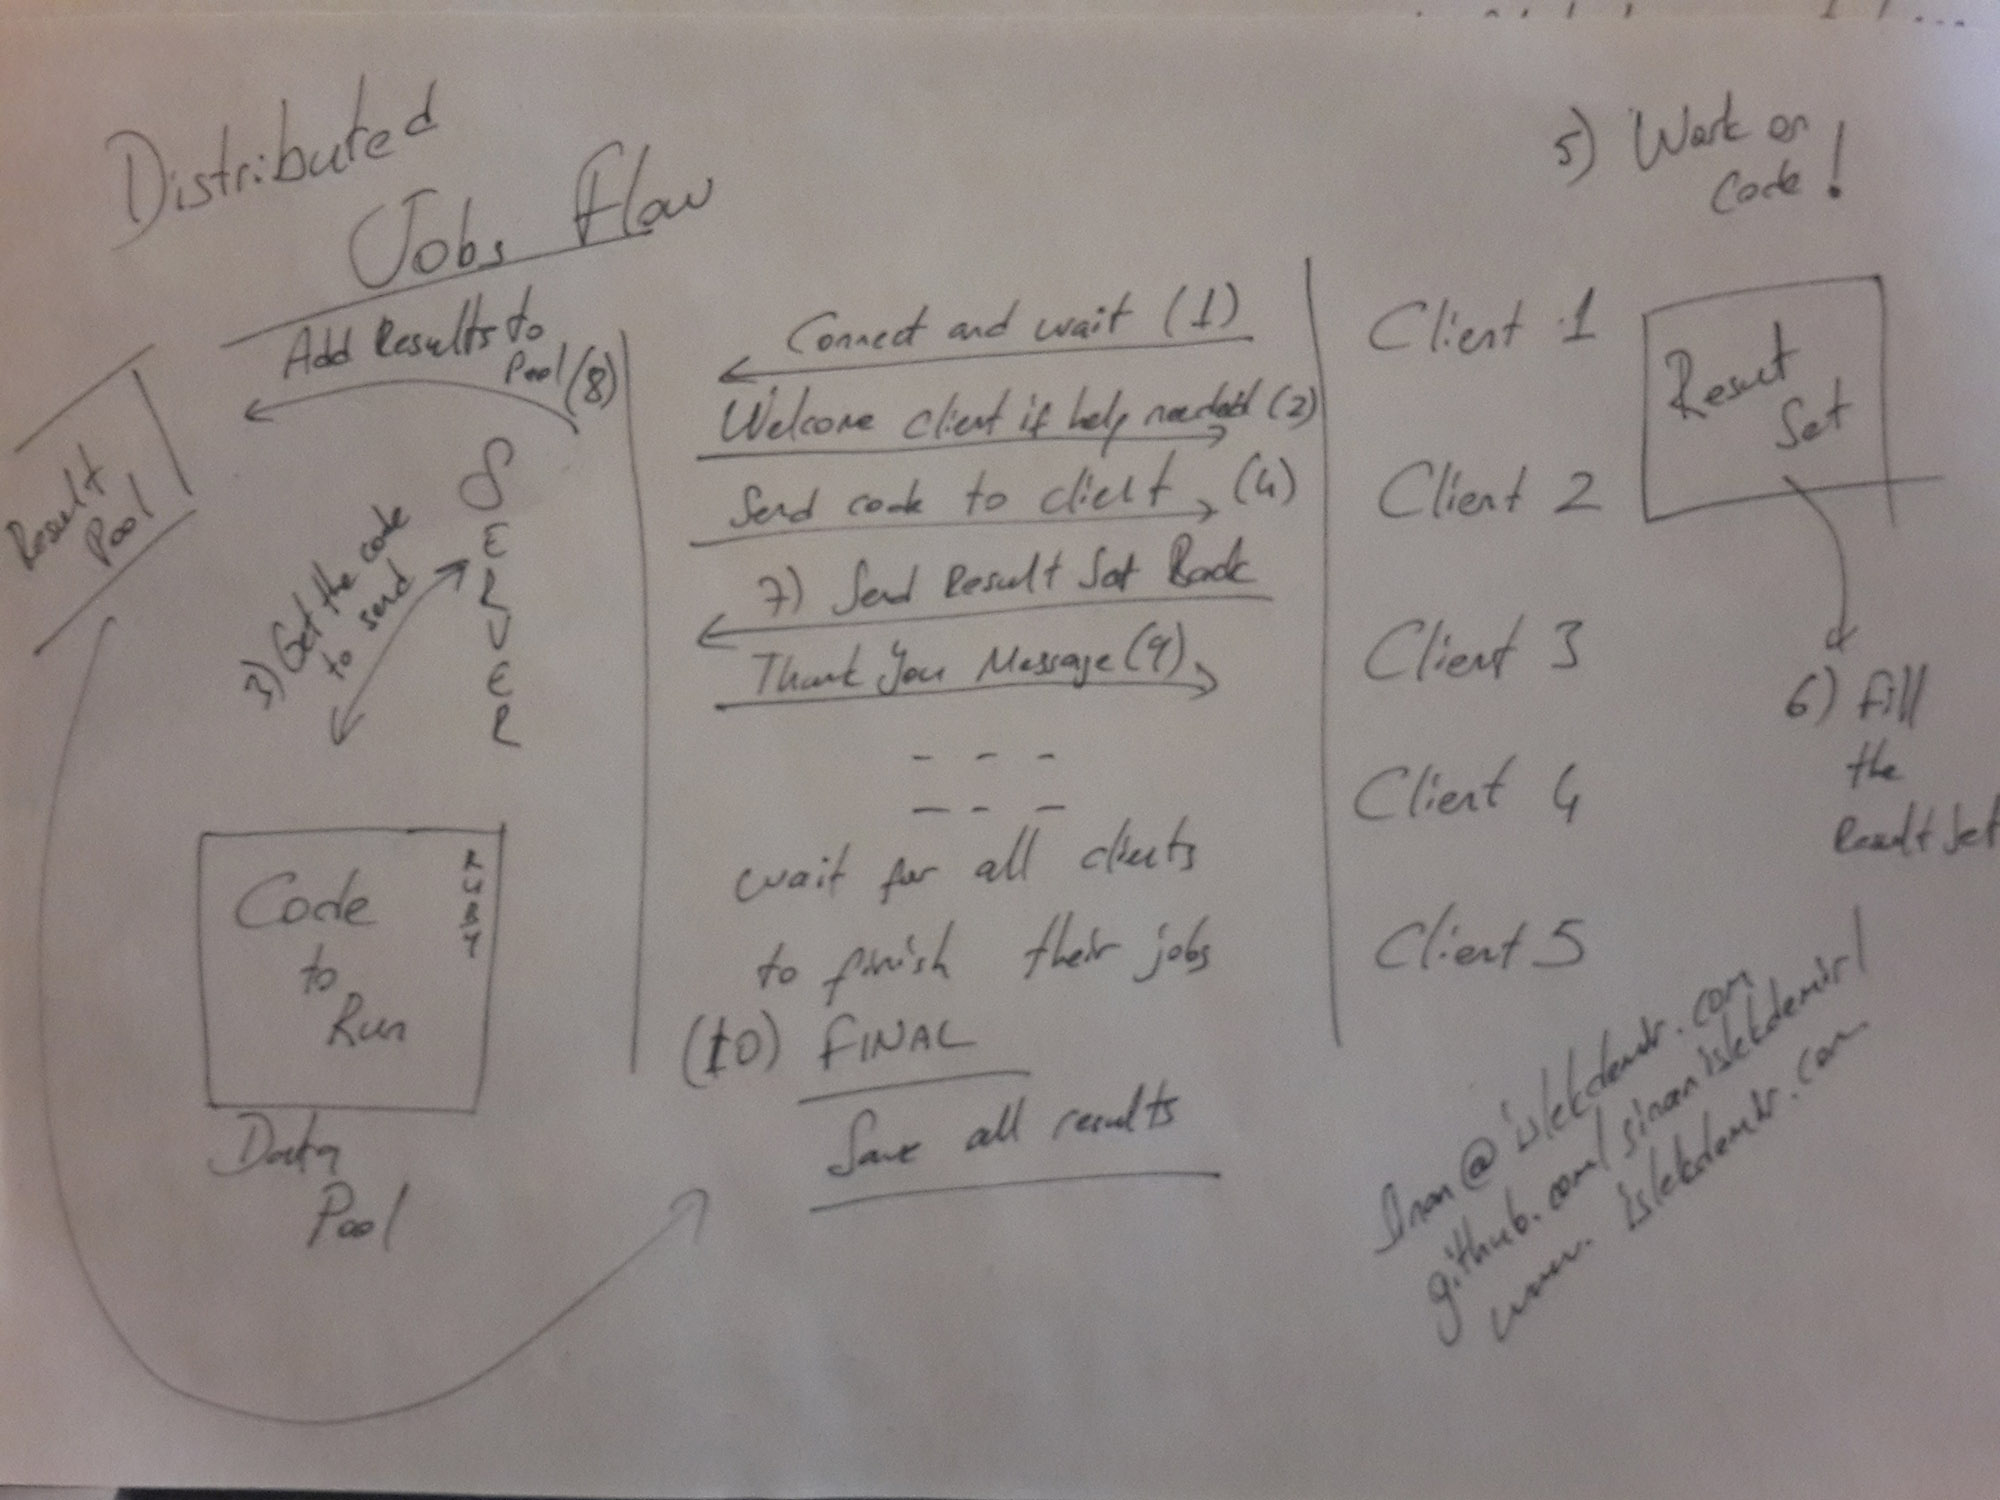 Distributed
Jobs Flow
5) Work on
Code!
Add Results to
Pool (8)
Result
Pool
3) Get the code
to send
SERVER
Code
to
Run
RUBY
Data
Pool
Connect and wait (1)
Welcome client if help needed (2)
Send code to client (4)
7) Send Result Set Back
Thank You Message (9)
- - -
- - -
wait for all clients
to finish their jobs
(10) FINAL
Save all results
Client 1
Client 2
Client 3
Client 4
Client 5
Result
Set
6) Fill
the
Result Set
Sinan@islekdemir.com
github.com/sinanislekdemir/
www.islekdemir.com